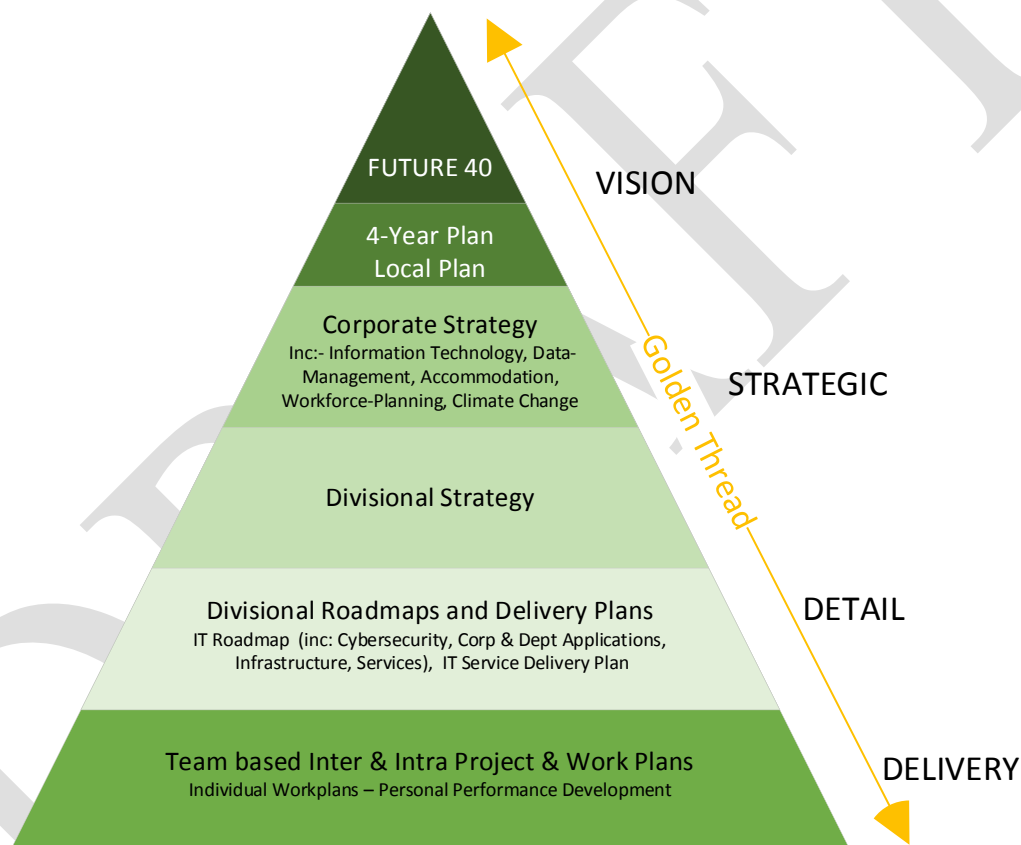 FUTURE 40
VISION
4-Year Plan
Local Plan
Corporate Strategy
Inc:- Information Technology, Data-
Management, Accommodation,
Workforce-Planning, Climate Change
Golden Thread
STRATEGIC
Divisional Strategy
Divisional Roadmaps and Delivery Plans
IT Roadmap (inc: Cybersecurity, Corp & Dept Applications,
Infrastructure, Services), IT Service Delivery Plan
DETAIL
Team based Inter & Intra Project & Work Plans
Individual Workplans – Personal Performance Development
DELIVERY
DRAFT